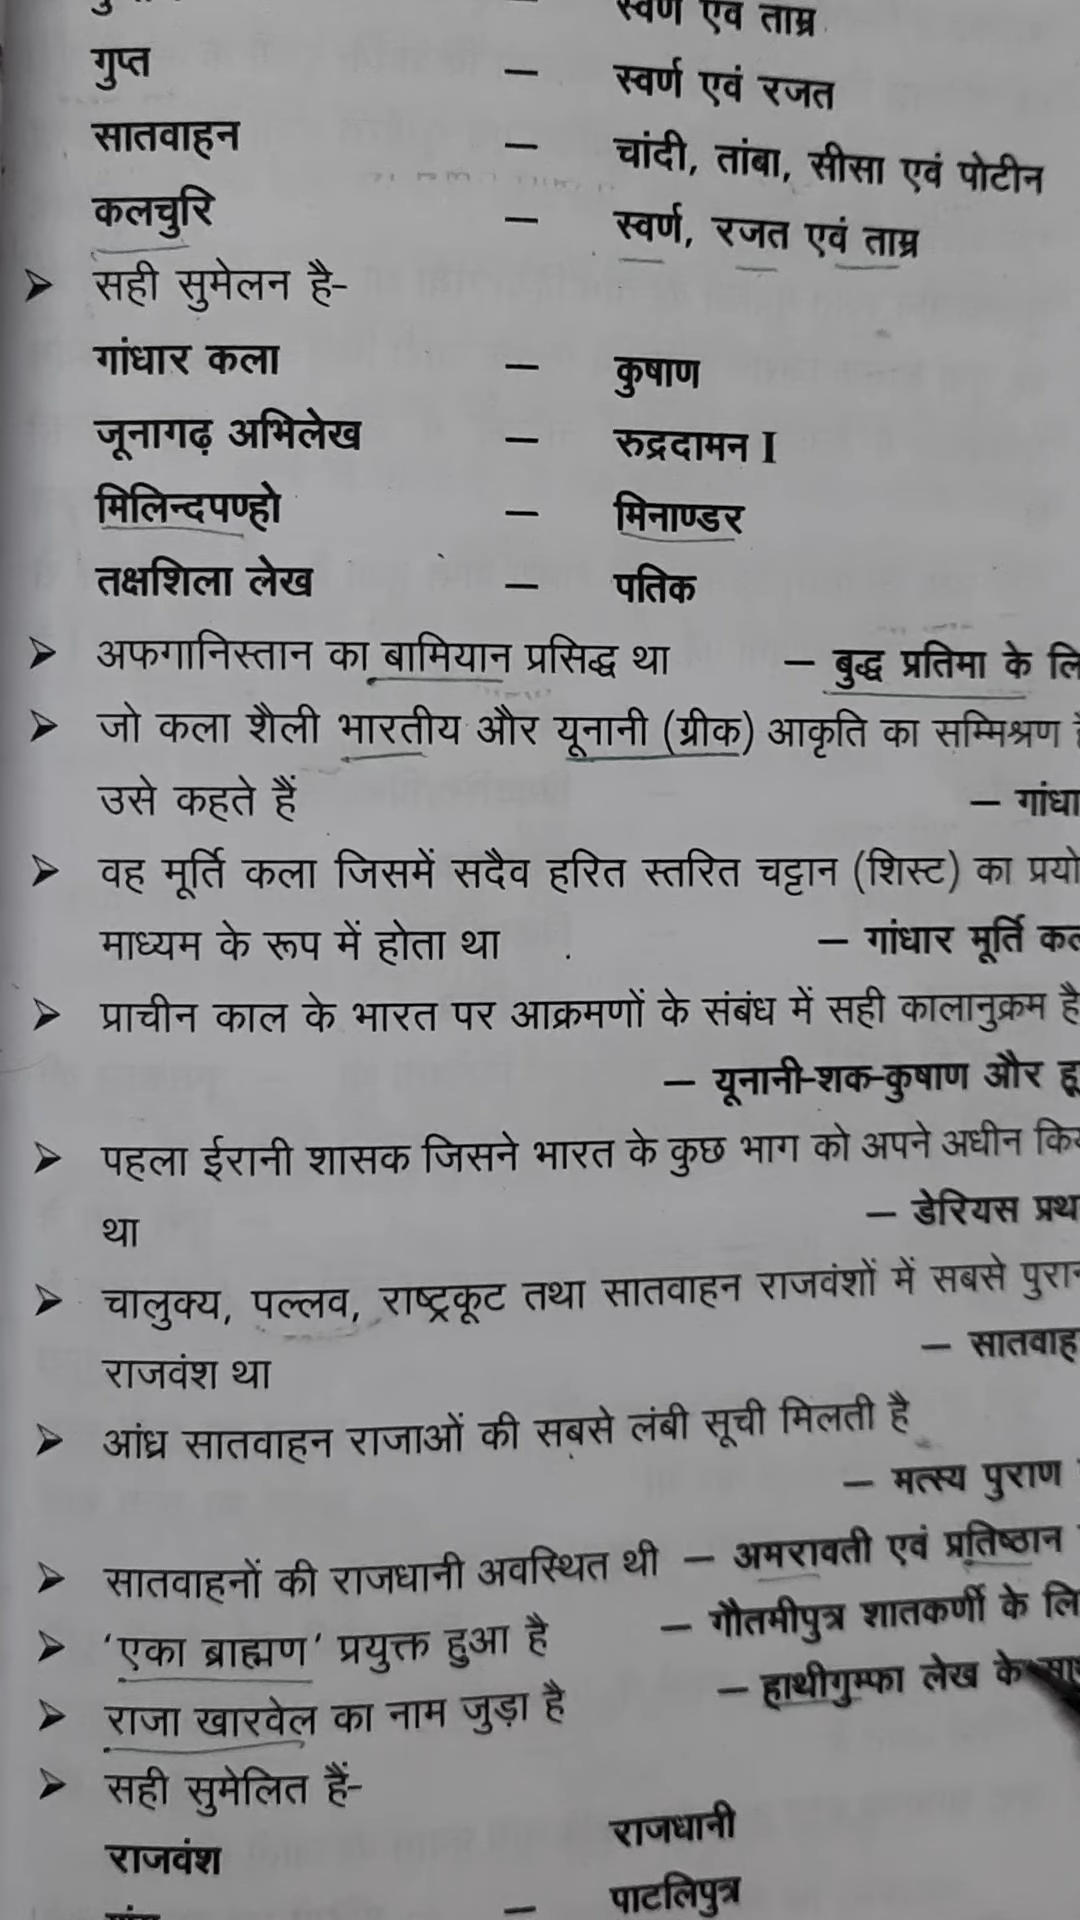 स्वर्ण एवं ताम्र
गुप्त — स्वर्ण एवं रजत
सातवाहन — चांदी, तांबा, सीसा एवं पोटीन
कलचुरि — स्वर्ण, रजत एवं ताम्र
➤ सही सुमेलन है-
गांधार कला — कुषाण
जूनागढ़ अभिलेख — रुद्रदामन I
मिलिन्दपण्हो — मिनाण्डर
तक्षशिला लेख — पतिक
➤ अफगानिस्तान का बामियान प्रसिद्ध था — बुद्ध प्रतिमा के
➤ जो कला शैली भारतीय और यूनानी (ग्रीक) आकृति का सम्मिश्रण
उसे कहते हैं —
➤ वह मूर्ति कला जिसमें सदैव हरित स्तरित चट्टान (शिस्ट) का
माध्यम के रूप में होता था — गांधार मूर्ति
➤ प्राचीन काल के भारत पर आक्रमणों के संबंध में सही कालानुक्रम है
— यूनानी-शक-कुषाण और
➤ पहला ईरानी शासक जिसने भारत के कुछ भाग को अपने अधीन
था — डेरियस
➤ चालुक्य, पल्लव, राष्ट्रकूट तथा सातवाहन राजवंशों में सबसे
राजवंश था —
➤ आंध्र सातवाहन राजाओं की सबसे लंबी सूची मिलती है
— मत्स्य पुराण
➤ सातवाहनों की राजधानी अवस्थित थी — अमरावती एवं प्रतिष्ठान
➤ 'एका ब्राह्मण' प्रयुक्त हुआ है — गौतमीपुत्र शातकर्णी के
➤ राजा खारवेल का नाम जुड़ा है — हाथीगुम्फा लेख के
➤ सही सुमेलित हैं-
राजवंश राजधानी
— पाटलिपुत्र